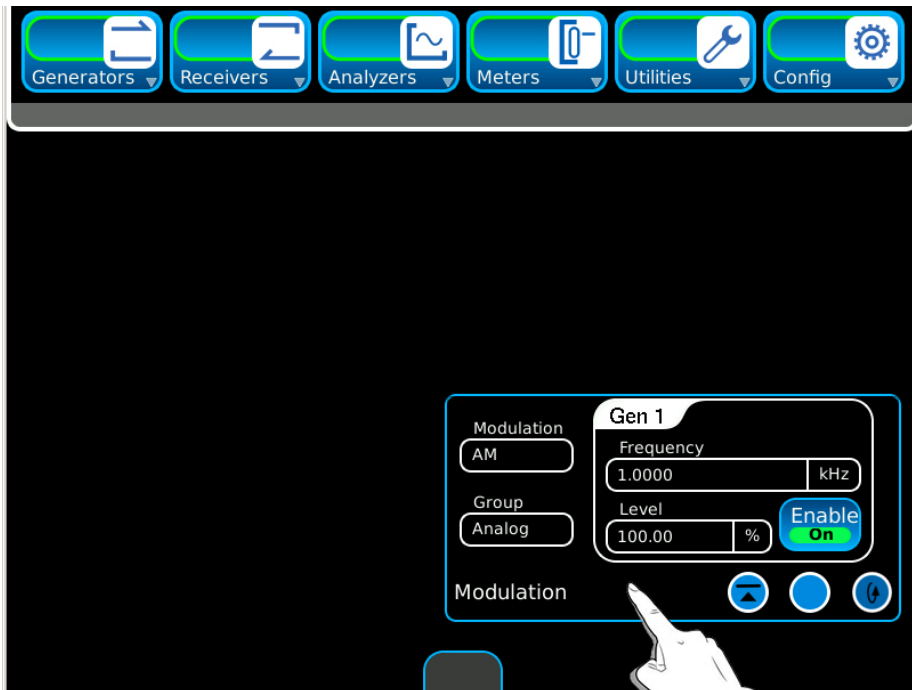 Generators Receivers Analyzers Meters Utilities Config
Gen 1
Modulation
AM
Frequency
1.0000 kHz
Group
Analog
Level
100.00 %
Enable
On
Modulation